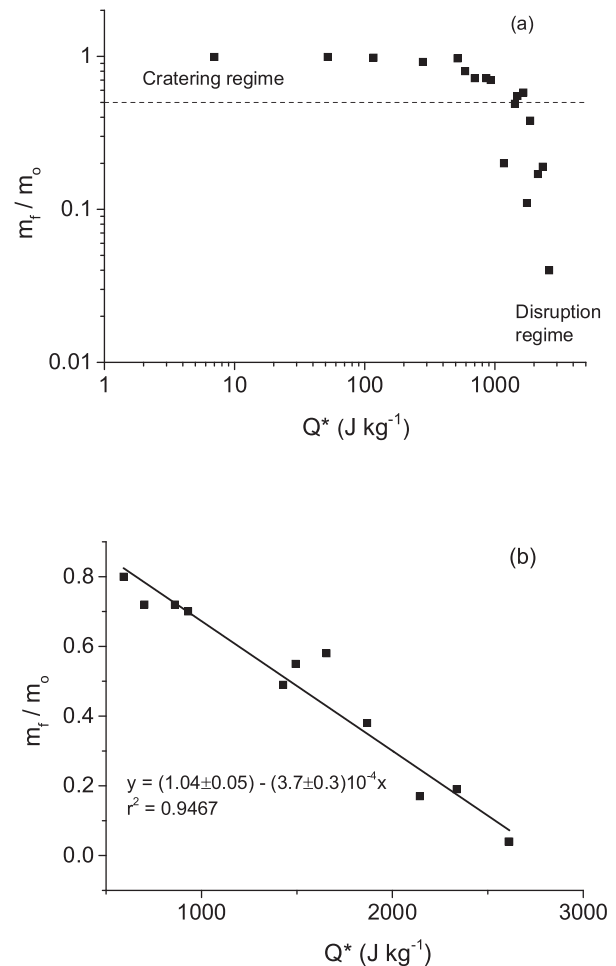 (a)
1
Cratering regime
0.1
m_f / m_o
Disruption
regime
0.01
1 10 100 1000
Q* (J kg⁻¹)
(b)
0.8
0.6
m_f / m_o
0.4
0.2
y = (1.04±0.05) - (3.7±0.3)10⁻⁴x
r² = 0.9467
0.0
1000 2000 3000
Q* (J kg⁻¹)